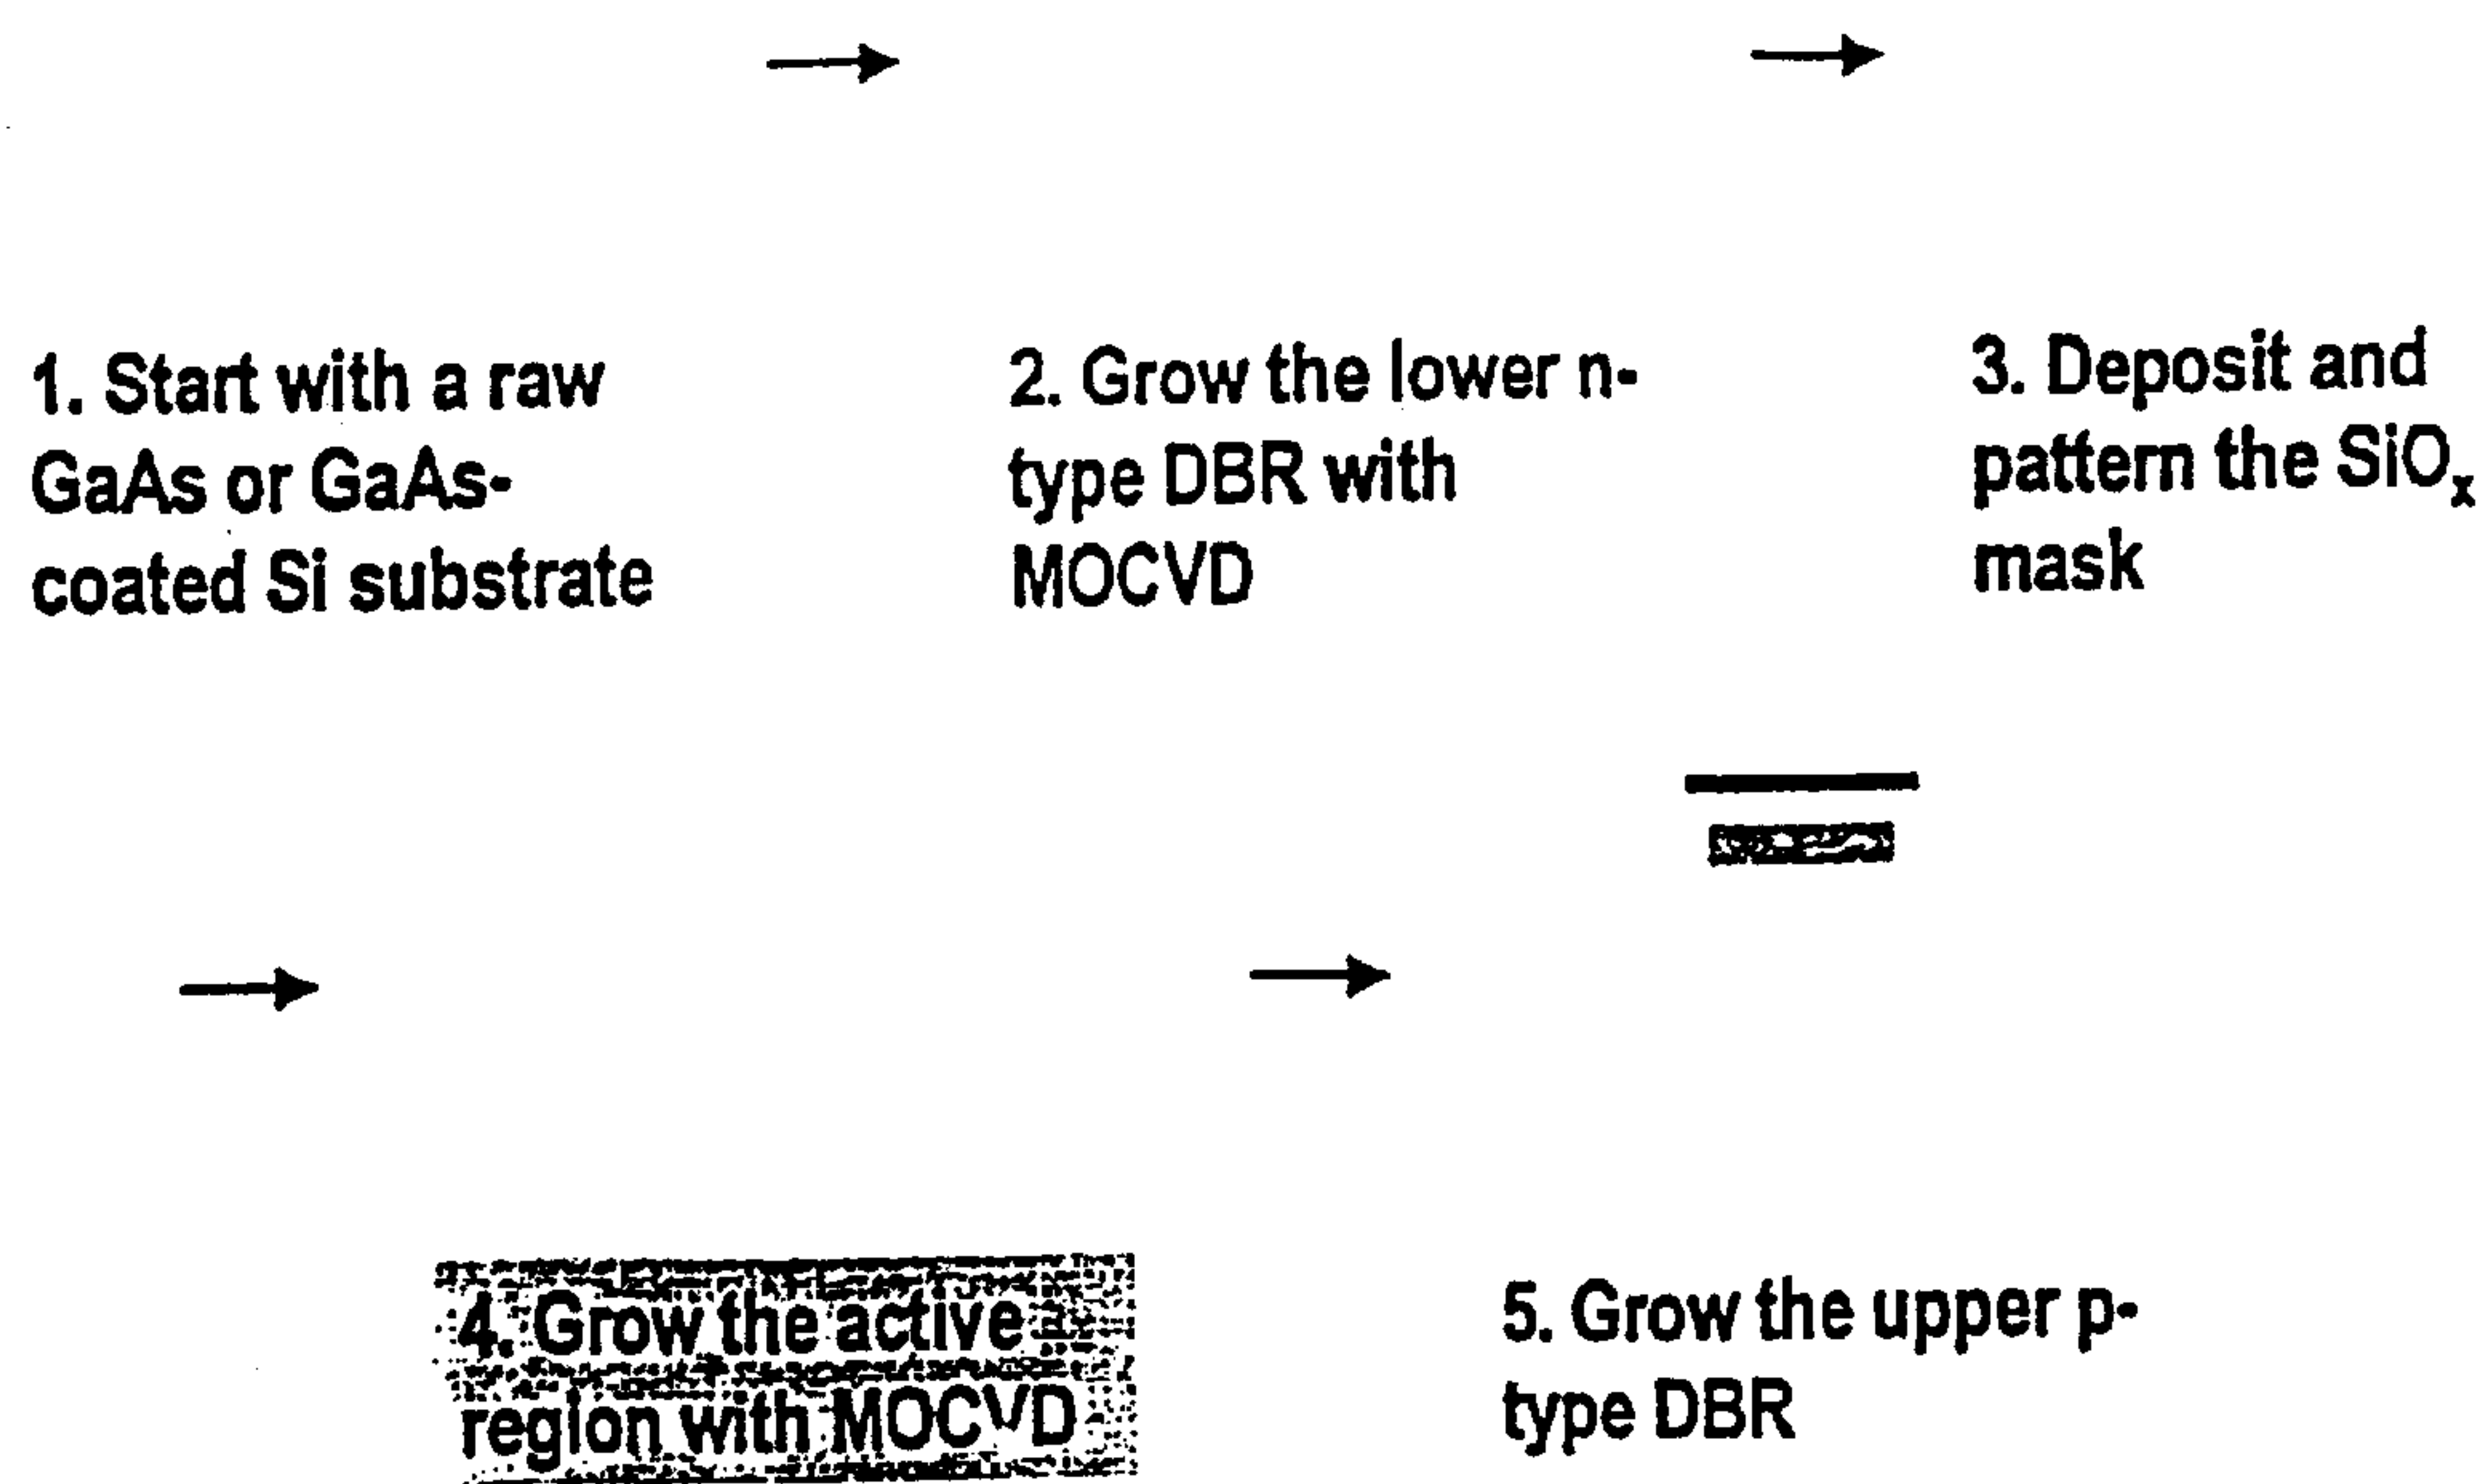 1. Start with a raw
GaAs or GaAs-
coated Si substrate
2. Grow the lower n-
type DBR with
MOCVD
3. Deposit and
pattern the SiOₓ
mask
4. Grow the active
region with MOCVD
5. Grow the upper p-
type DBR